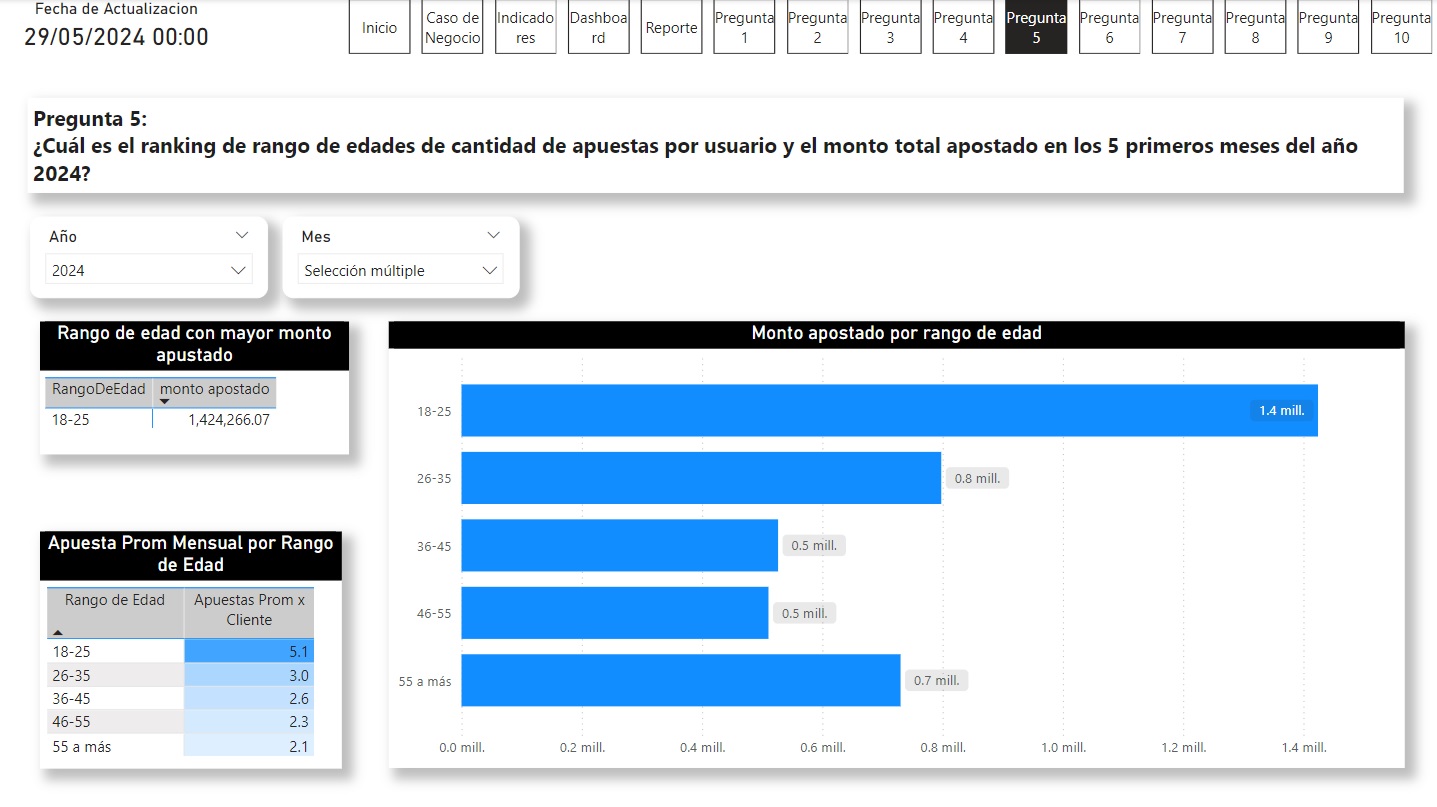 Fecha de Actualizacion
29/05/2024 00:00
Inicio
Caso de
Negocio
Indicado
res
Dashboa
rd
Reporte
Pregunta
1
Pregunta
2
Pregunta
3
Pregunta
4
Pregunta
5
Pregunta
6
Pregunta
7
Pregunta
8
Pregunta
9
Pregunta
10
Pregunta 5:
¿Cuál es el ranking de rango de edades de cantidad de apuestas por usuario y el monto total apostado en los 5 primeros meses del año
2024?
Año
2024
Mes
Selección múltiple
Rango de edad con mayor monto
apustado
RangoDeEdad monto apostado
18-25 1,424,266.07
Apuesta Prom Mensual por Rango
de Edad
Rango de Edad
Apuestas Prom x
Cliente
18-25 5.1
26-35 3.0
36-45 2.6
46-55 2.3
55 a más 2.1
Monto apostado por rango de edad
18-25 1.4 mill.
26-35 0.8 mill.
36-45 0.5 mill.
46-55 0.5 mill.
55 a más 0.7 mill.
0.0 mill. 0.2 mill. 0.4 mill. 0.6 mill. 0.8 mill. 1.0 mill. 1.2 mill. 1.4 mill.